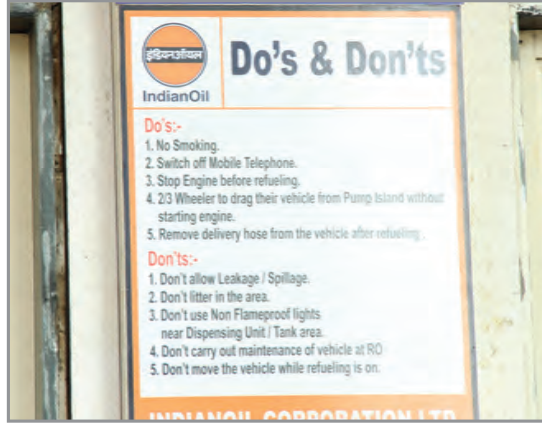 इंडियनऑयल
IndianOil
Do's & Don'ts
Do's:-
1. No Smoking.
2. Switch off Mobile Telephone.
3. Stop Engine before refueling.
4. 2/3 Wheeler to drag their vehicle from Pump Island without
starting engine.
5. Remove delivery hose from the vehicle after refueling.
Don'ts:-
1. Don't allow Leakage / Spillage.
2. Don't litter in the area.
3. Don't use Non Flameproof lights
near Dispensing Unit / Tank area.
4. Don't carry out maintenance of vehicle at RO
5. Don't move the vehicle while refueling is on.
INDIANOIL CORPORATION LTD